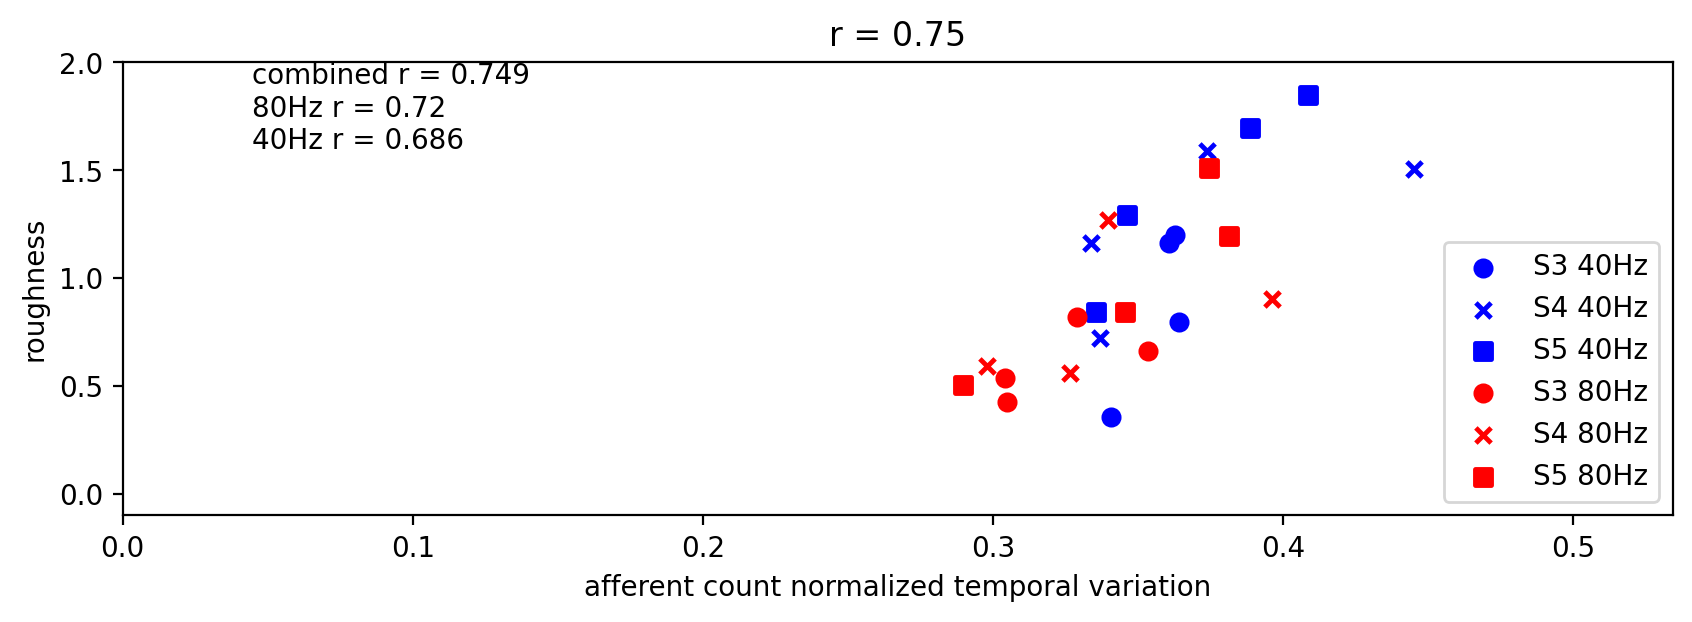 r = 0.75
combined r = 0.749
80Hz r = 0.72
40Hz r = 0.686
2.0
1.5
1.0
0.5
0.0
roughness
S3 40Hz
S4 40Hz
S5 40Hz
S3 80Hz
S4 80Hz
S5 80Hz
0.0 0.1 0.2 0.3 0.4 0.5
afferent count normalized temporal variation